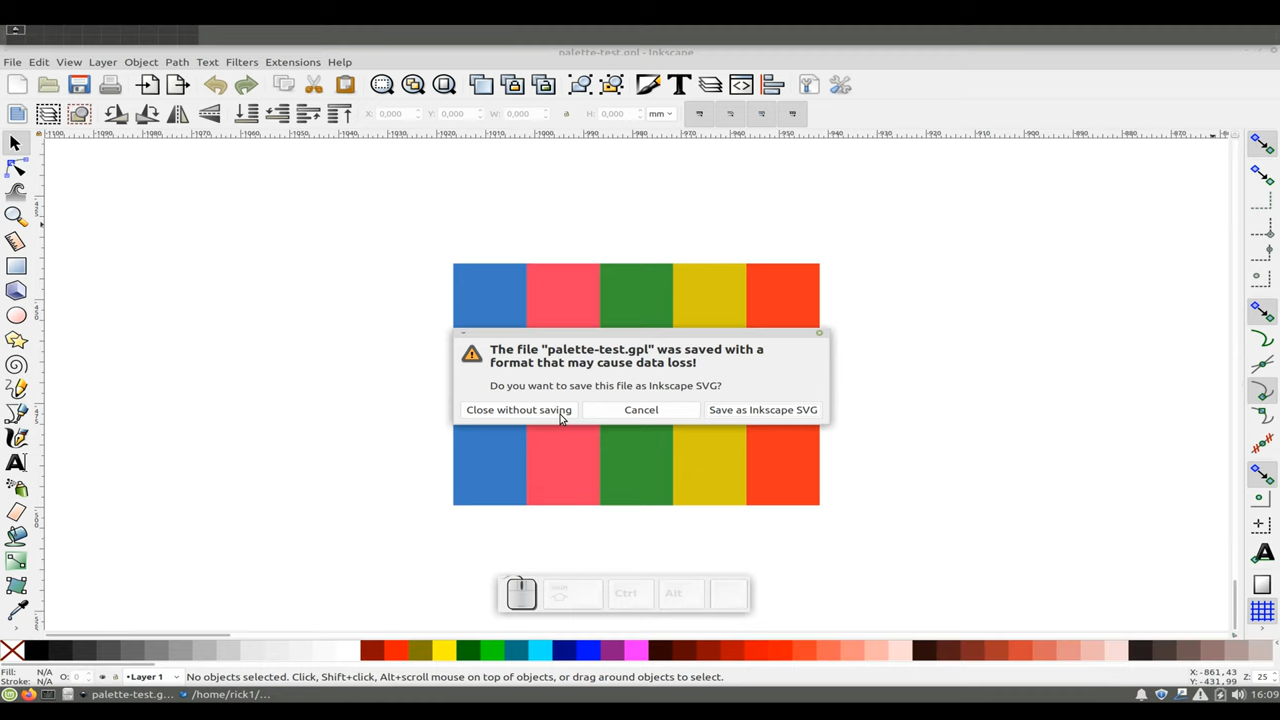 palette-test.gpl - Inkscape
File Edit View Layer Object Path Text Filters Extensions Help
X: 0,000 Y: 0,000 W: 0,000 H: 0,000 mm
The file "palette-test.gpl" was saved with a
format that may cause data loss!
Do you want to save this file as Inkscape SVG?
Close without saving Cancel Save as Inkscape SVG
Ctrl Alt
Fill: N/A
Stroke: N/A
O: 0
•Layer 1
No objects selected. Click, Shift+click, Alt+scroll mouse on top of objects, or drag around objects to select.
X:-861,43
Y:-431,99
Z: 25
palette-test.g... /home/rick1/... 16:09